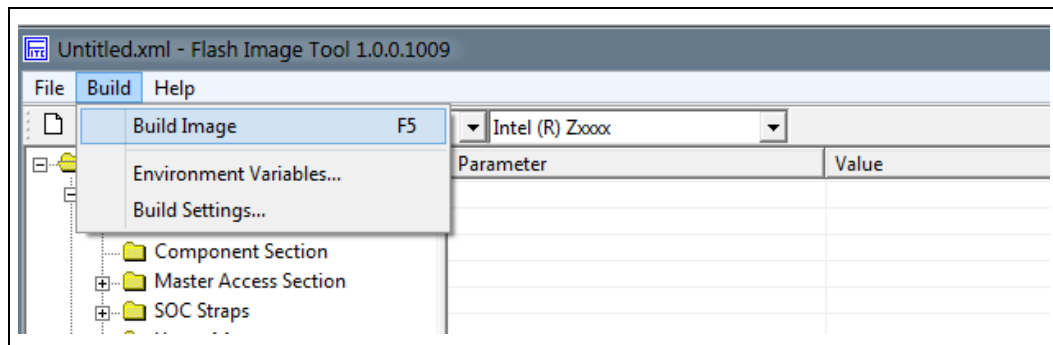 Untitled.xml - Flash Image Tool 1.0.0.1009
File Build Help
Build Image F5
Intel (R) Zxxxx
Parameter Value
Environment Variables...
Build Settings...
Component Section
Master Access Section
SOC Straps